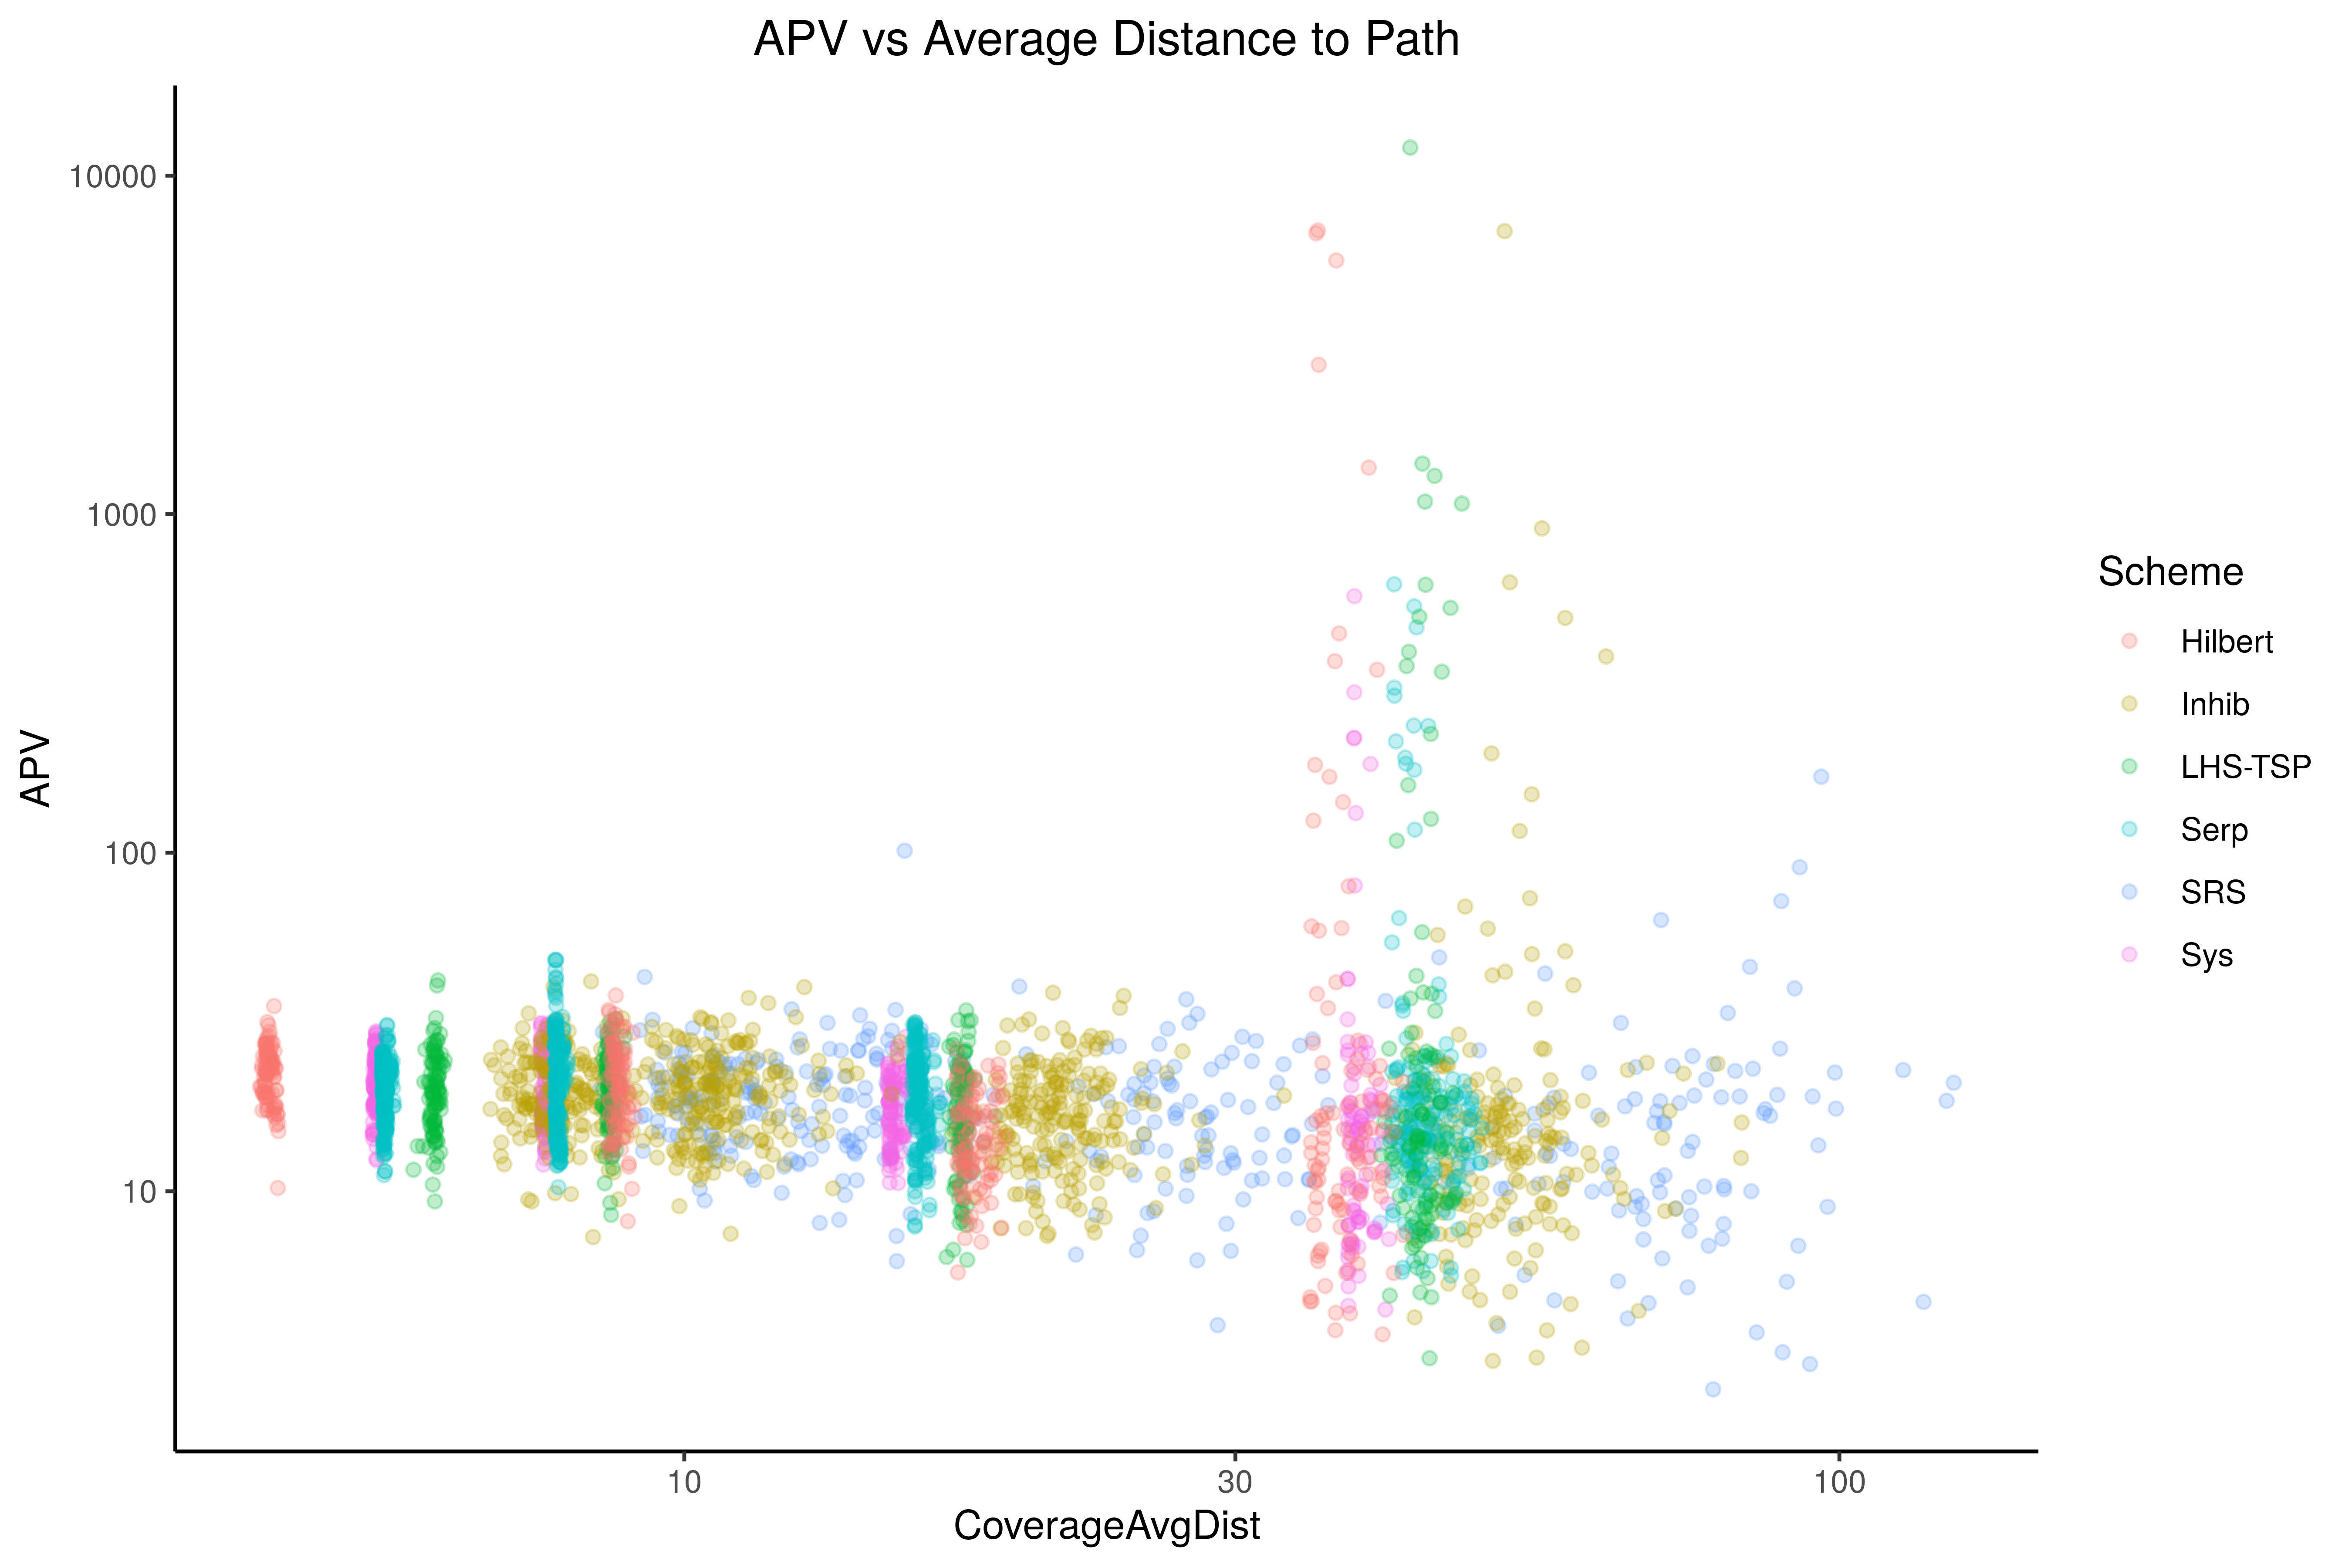 APV vs Average Distance to Path
APV
10000
1000
100
10
10
30
100
CoverageAvgDist
Scheme
Hilbert
Inhib
LHS-TSP
Serp
SRS
Sys